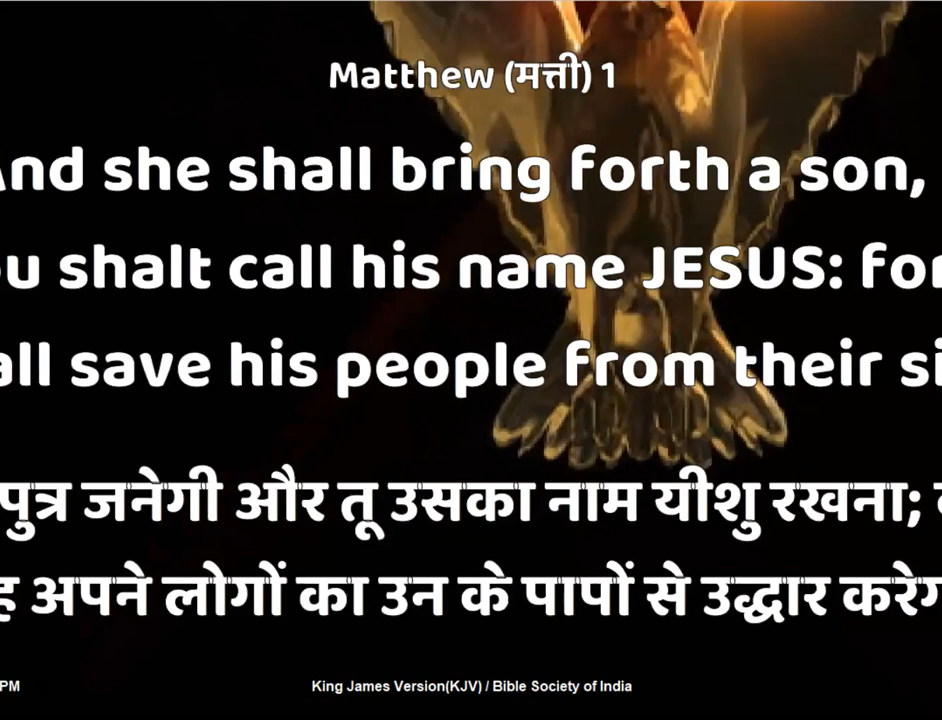 Matthew (मत्ती) 1
And she shall bring forth a son,
ou shalt call his name JESUS: for
all save his people from their si
पुत्र जनेगी और तू उसका नाम यीशु रखना;
ह अपने लोगों का उन के पापों से उद्धार करेग
PM
King James Version(KJV) / Bible Society of India